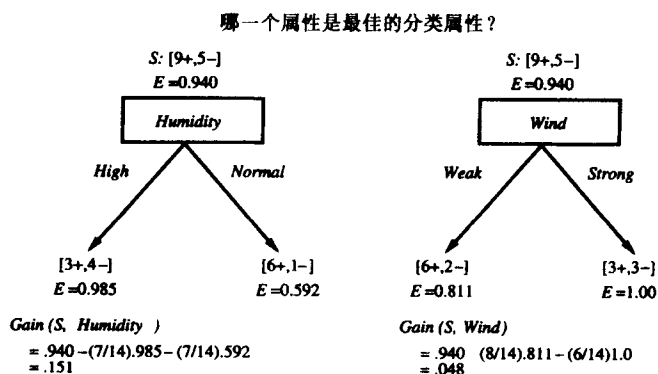 哪一个属性是最佳的分类属性？
S: [9+,5−]
E =0.940
Humidity
High
Normal
[3+,4−]
E =0.985
[6+,1−]
E =0.592
Gain (S, Humidity )
= .940 −(7/14).985 − (7/14).592
= .151
S: [9+,5−]
E =0.940
Wind
Weak
Strong
[6+,2−]
E =0.811
[3+,3−]
E =1.00
Gain (S, Wind)
= .940 (8/14).811 − (6/14)1.0
= .048